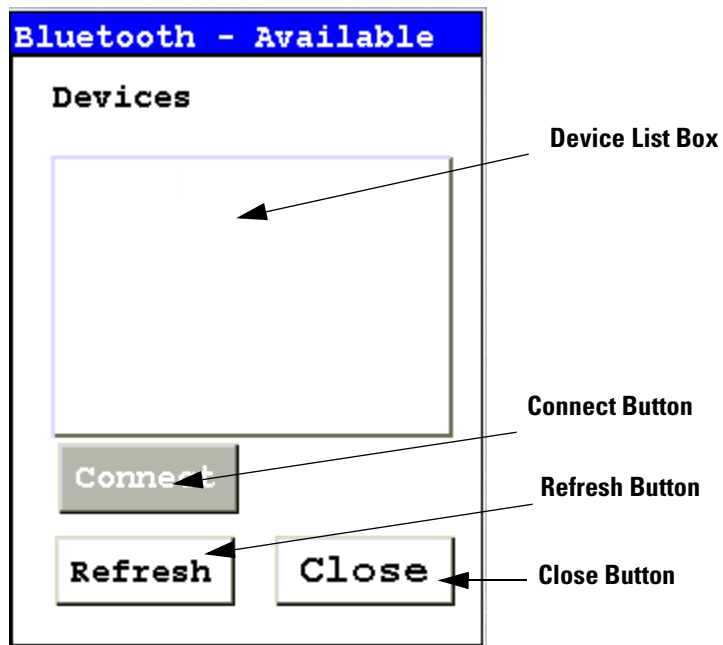 Bluetooth - Available
Devices
Device List Box
Connect Button
Connect
Refresh Button
Refresh
Close
Close Button